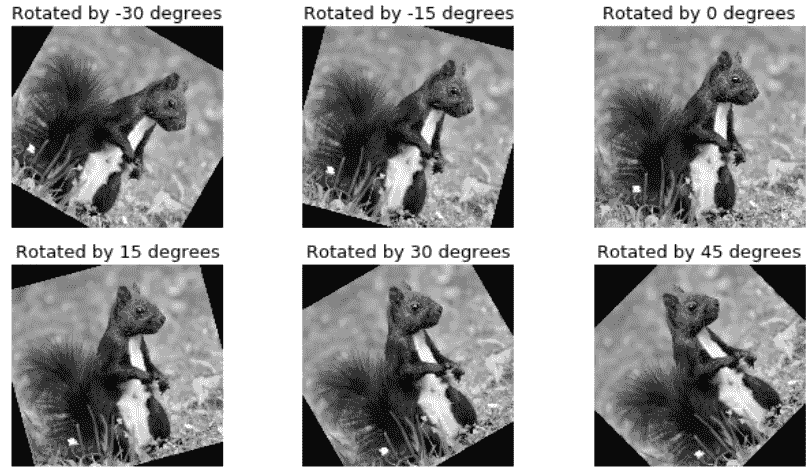 Rotated by -30 degrees
Rotated by -15 degrees
Rotated by 0 degrees
Rotated by 15 degrees
Rotated by 30 degrees
Rotated by 45 degrees